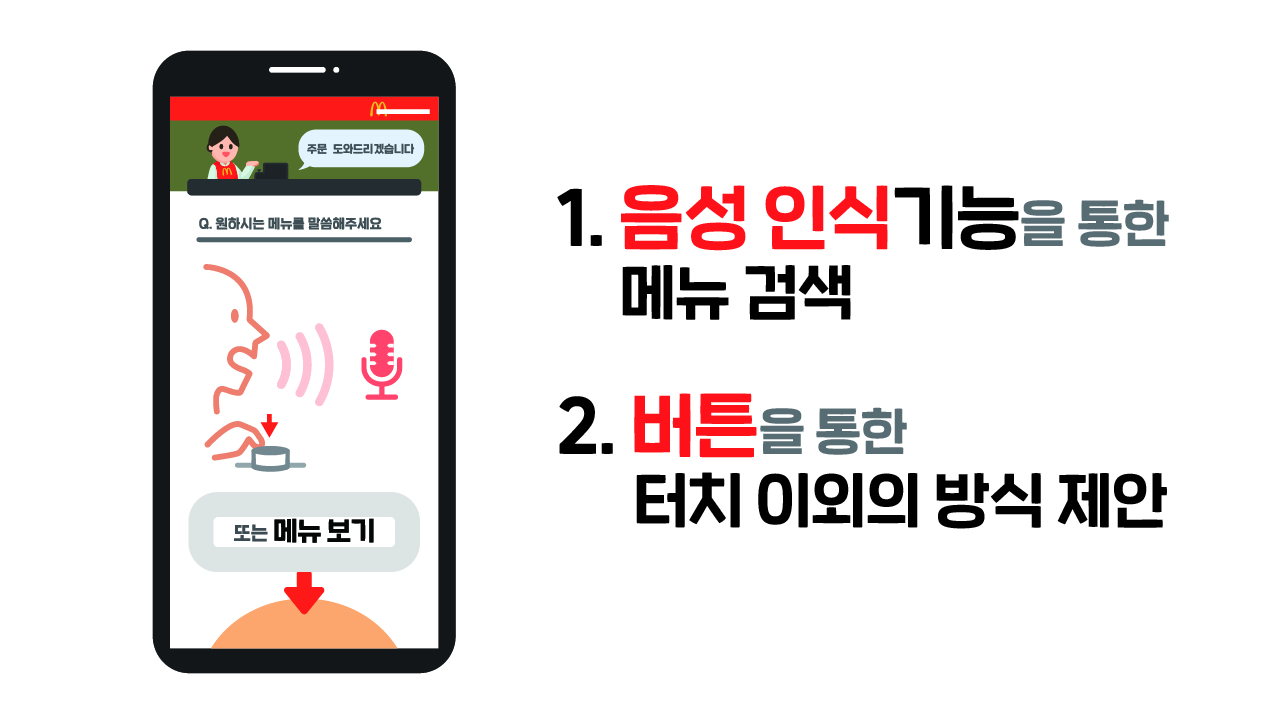 주문 도와드리겠습니다
Q. 원하시는 메뉴를 말씀해주세요
또는 메뉴 보기
1. 음성 인식기능을 통한
메뉴 검색
2. 버튼을 통한
터치 이외의 방식 제안